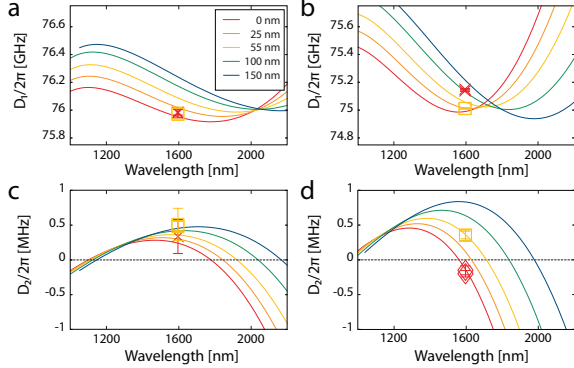 a
b
76.6
76.4
76.2
76
75.8
D₁/2π [GHz]
0 nm
25 nm
55 nm
100 nm
150 nm
1200
1600
2000
Wavelength [nm]
75.6
75.4
75.2
75
74.8
D₁/2π [GHz]
1200
1600
2000
Wavelength [nm]
c
d
1
0.5
0
-0.5
-1
D₂/2π [MHz]
1200
1600
2000
Wavelength [nm]
1
0.5
0
-0.5
-1
D₂/2π [MHz]
1200
1600
2000
Wavelength [nm]